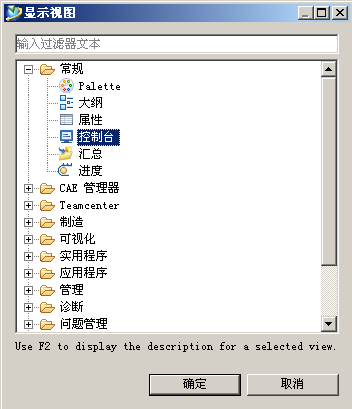 显示视图
输入过滤器文本
常规
Palette
大纲
属性
控制台
汇总
进度
CAE 管理器
Teamcenter
制造
可视化
实用程序
应用程序
管理
诊断
问题管理
Use F2 to display the description for a selected view.
确定 取消